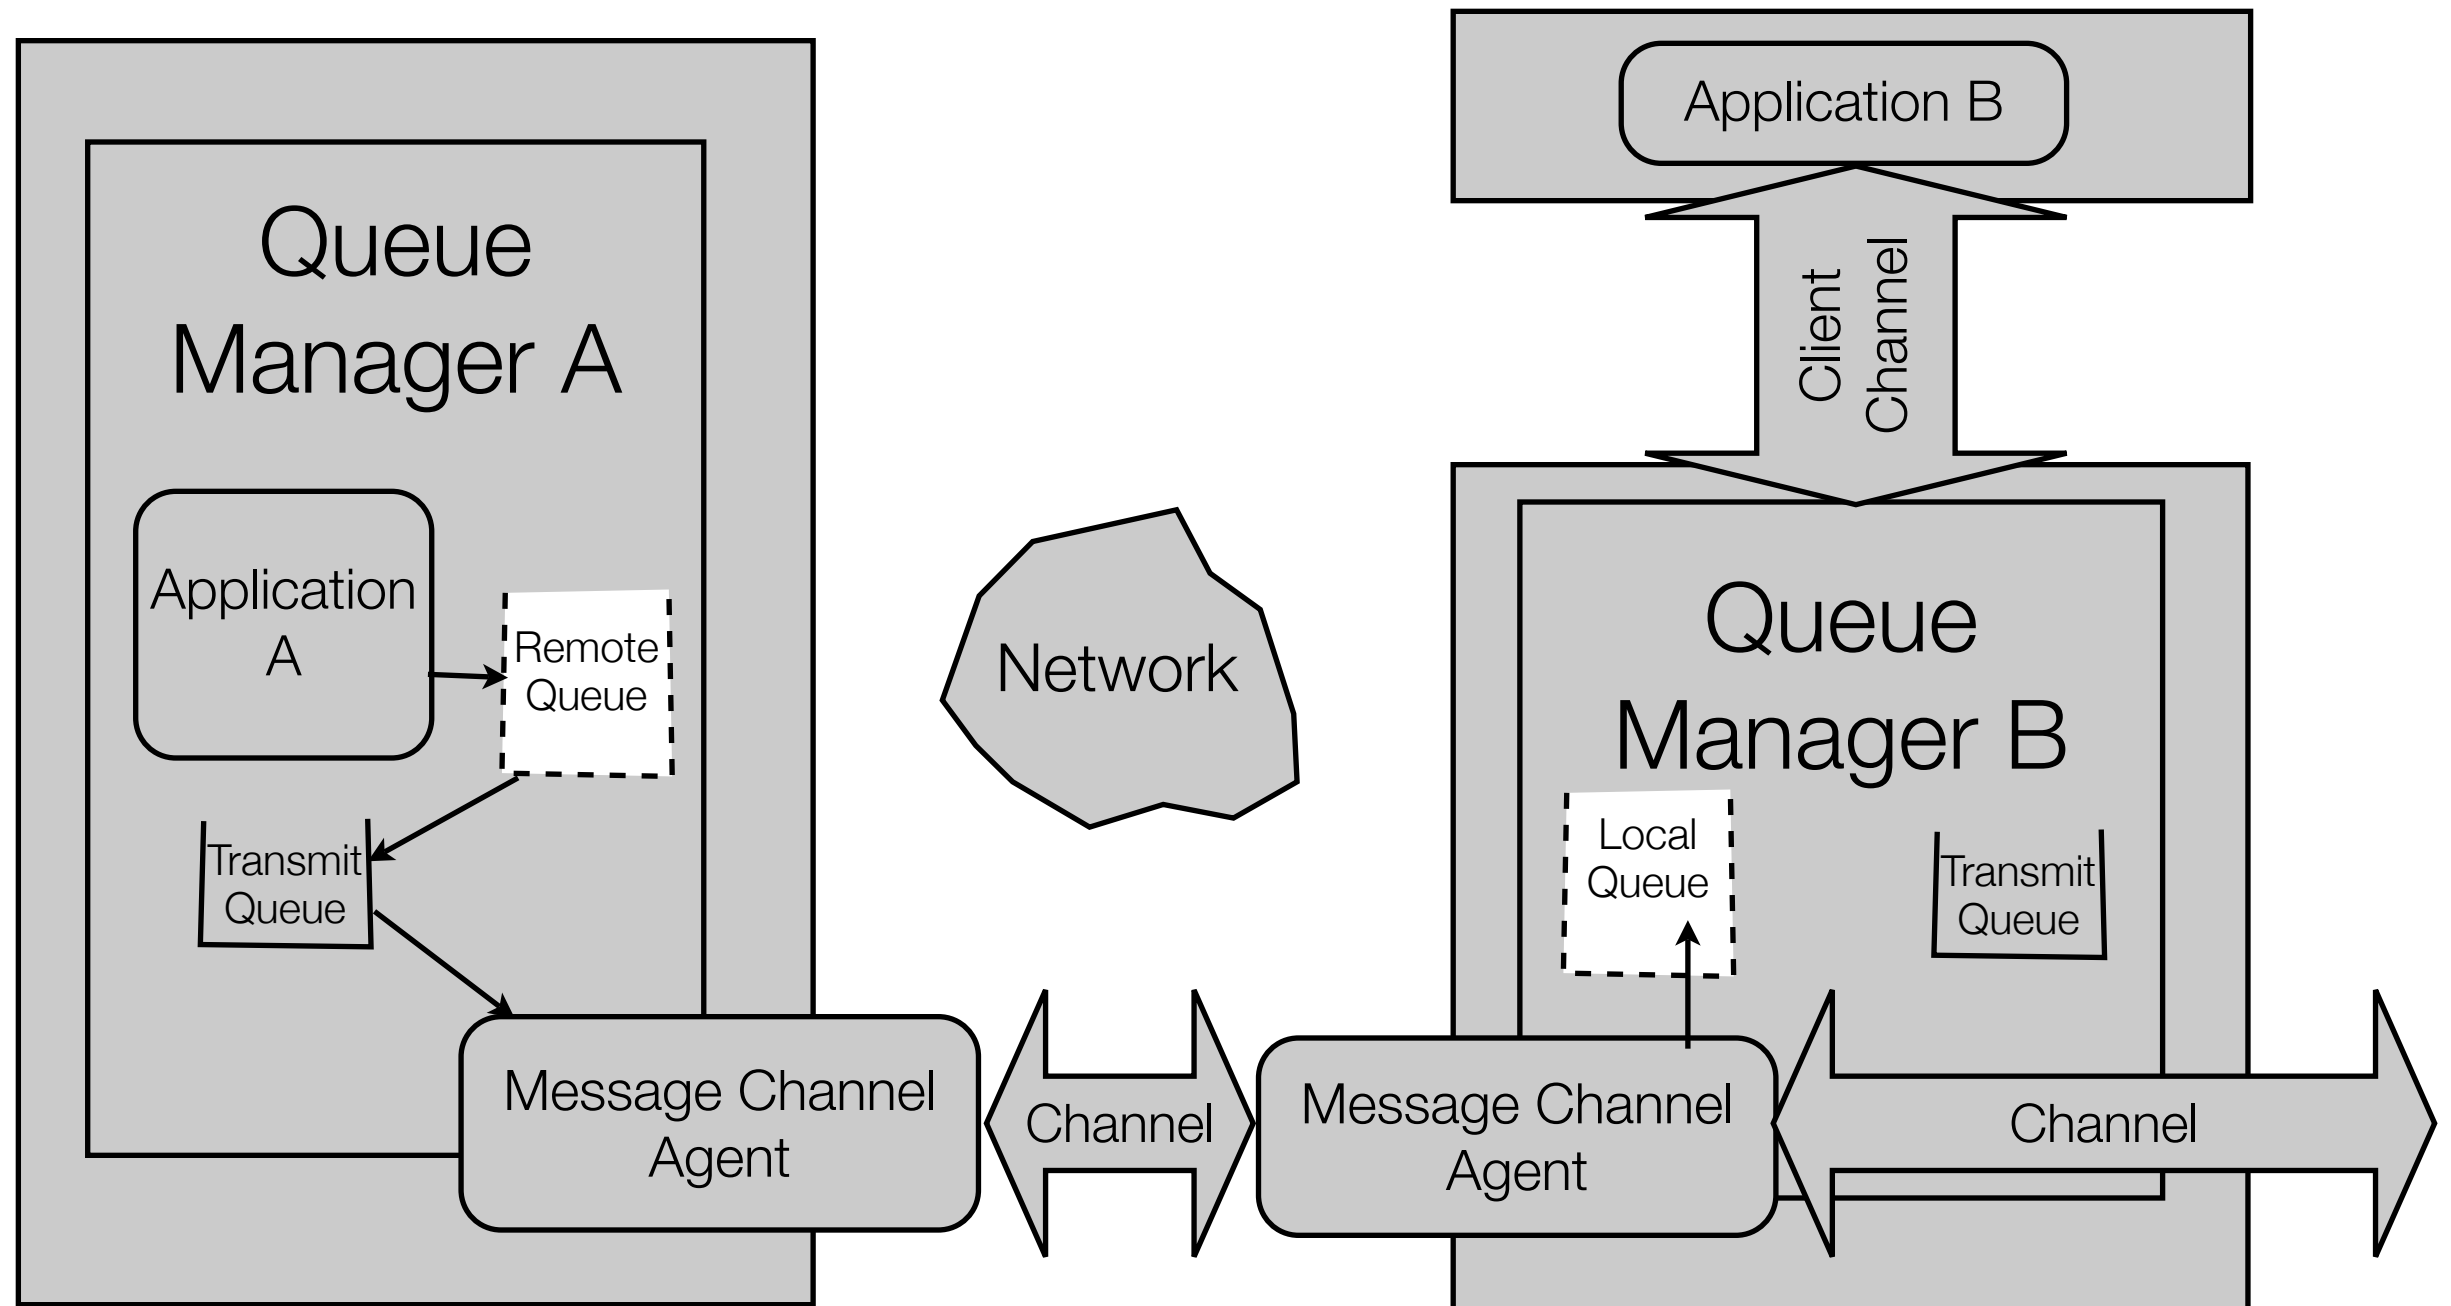 Queue
Manager A
Application
A
Remote
Queue
Transmit
Queue
Message Channel
Agent
Network
Channel
Application B
Client
Channel
Queue
Manager B
Local
Queue
Transmit
Queue
Message Channel
Agent
Channel